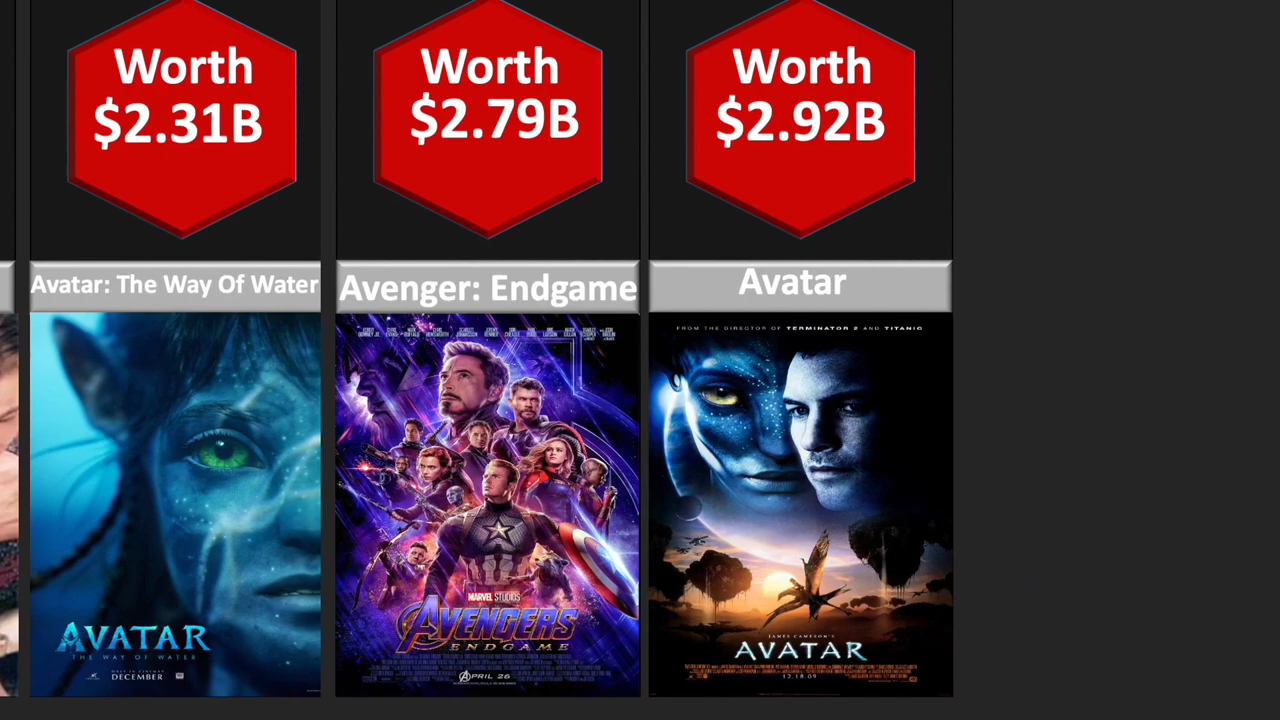 Worth
$2.31B
Worth
$2.79B
Worth
$2.92B
Avatar: The Way Of Water
Avenger: Endgame
Avatar
AVATAR
THE WAY OF WATER
DECEMBER
MARVEL STUDIOS
AVENGERS
ENDGAME
APRIL 26
FROM THE DIRECTOR OF TERMINATOR 2 AND TITANIC
JAMES CAMERON'S
AVATAR
12.18.09